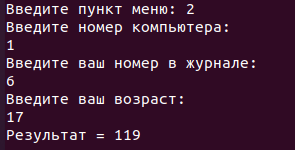 Введите пункт меню: 2
Введите номер компьютера:
1
Введите ваш номер в журнале:
6
Введите ваш возраст:
17
Результат = 119